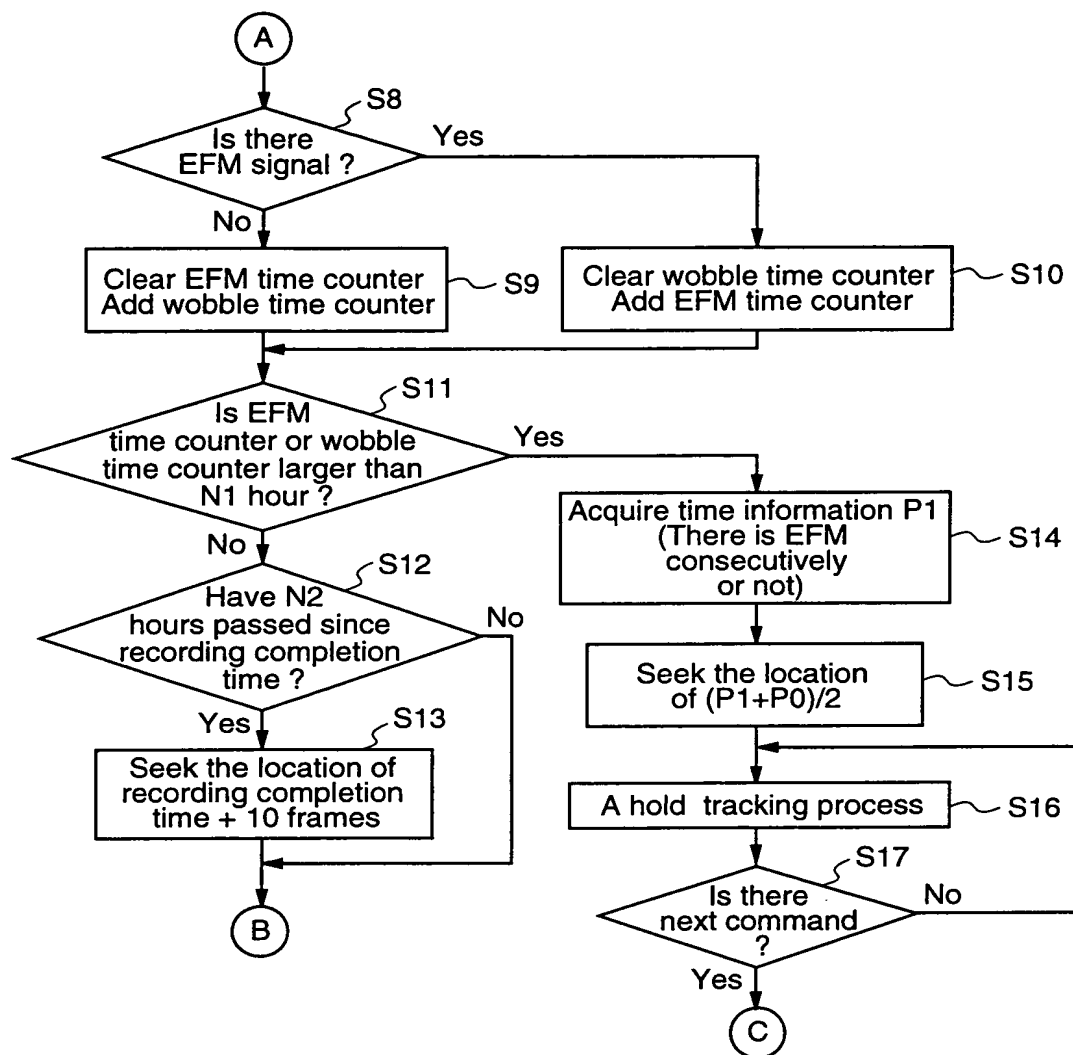 A
S8
Is there
EFM signal ?
Yes
No
Clear EFM time counter
Add wobble time counter
S9
Clear wobble time counter
Add EFM time counter
S10
S11
Is EFM
time counter or wobble
time counter larger than
N1 hour ?
Yes
No
Acquire time information P1
(There is EFM
consecutively
or not)
S14
S12
Have N2
hours passed since
recording completion
time ?
No
Yes
Seek the location
of (P1+P0)/2
S15
S13
Seek the location of
recording completion
time + 10 frames
A hold tracking process
S16
S17
Is there
next command
?
No
Yes
B
C